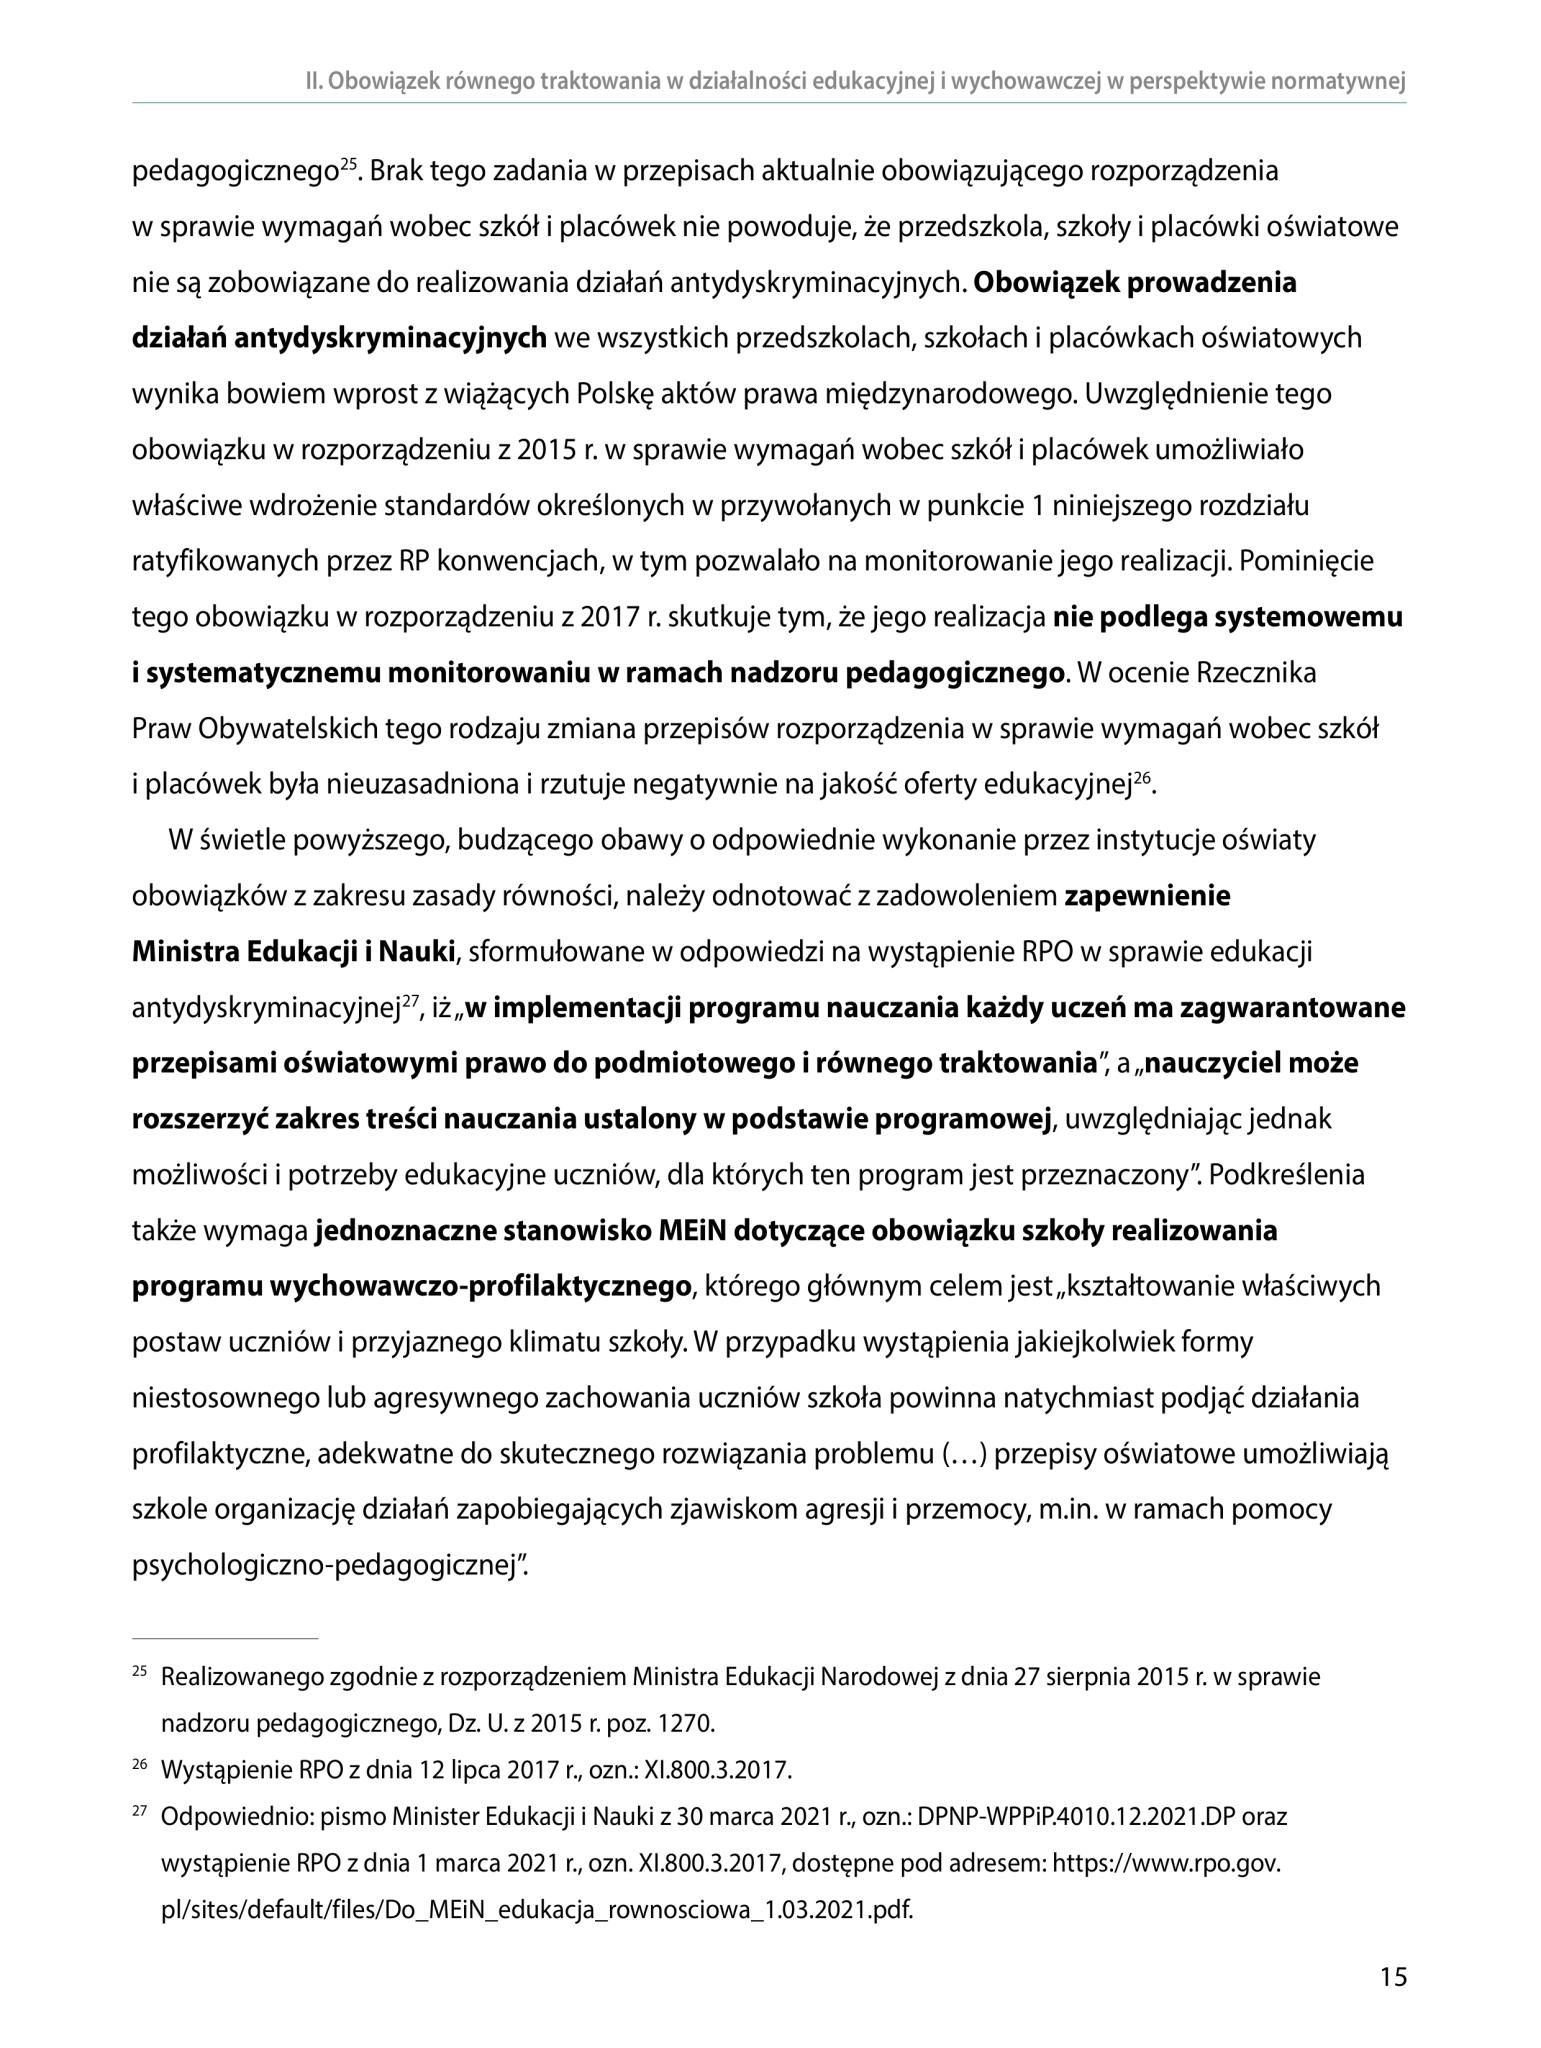 II. Obowiązek równego traktowania w działalności edukacyjnej i wychowawczej w perspektywie normatywnej
pedagogicznego²⁵. Brak tego zadania w przepisach aktualnie obowiązującego rozporządzenia
w sprawie wymagań wobec szkół i placówek nie powoduje, że przedszkola, szkoły i placówki oświatowe
nie są zobowiązane do realizowania działań antydyskryminacyjnych. Obowiązek prowadzenia
działań antydyskryminacyjnych we wszystkich przedszkolach, szkołach i placówkach oświatowych
wynika bowiem wprost z wiążących Polskę aktów prawa międzynarodowego. Uwzględnienie tego
obowiązku w rozporządzeniu z 2015 r. w sprawie wymagań wobec szkół i placówek umożliwiało
właściwe wdrożenie standardów określonych w przywołanych w punkcie 1 niniejszego rozdziału
ratyfikowanych przez RP konwencjach, w tym pozwalało na monitorowanie jego realizacji. Pominięcie
tego obowiązku w rozporządzeniu z 2017 r. skutkuje tym, że jego realizacja nie podlega systemowemu
i systematycznemu monitorowaniu w ramach nadzoru pedagogicznego. W ocenie Rzecznika
Praw Obywatelskich tego rodzaju zmiana przepisów rozporządzenia w sprawie wymagań wobec szkół
i placówek była nieuzasadniona i rzutuje negatywnie na jakość oferty edukacyjnej²⁶.
W świetle powyższego, budzącego obawy o odpowiednie wykonanie przez instytucje oświaty
obowiązków z zakresu zasady równości, należy odnotować z zadowoleniem zapewnienie
Ministra Edukacji i Nauki, sformułowane w odpowiedzi na wystąpienie RPO w sprawie edukacji
antydyskryminacyjnej²⁷, iż „w implementacji programu nauczania każdy uczeń ma zagwarantowane
przepisami oświatowymi prawo do podmiotowego i równego traktowania”, a „nauczyciel może
rozszerzyć zakres treści nauczania ustalony w podstawie programowej, uwzględniając jednak
możliwości i potrzeby edukacyjne uczniów, dla których ten program jest przeznaczony”. Podkreślenia
także wymaga jednoznaczne stanowisko MEiN dotyczące obowiązku szkoły realizowania
programu wychowawczo-profilaktycznego, którego głównym celem jest „kształtowanie właściwych
postaw uczniów i przyjaznego klimatu szkoły. W przypadku wystąpienia jakiejkolwiek formy
niestosownego lub agresywnego zachowania uczniów szkoła powinna natychmiast podjąć działania
profilaktyczne, adekwatne do skutecznego rozwiązania problemu (…) przepisy oświatowe umożliwiają
szkole organizację działań zapobiegających zjawiskom agresji i przemocy, m.in. w ramach pomocy
psychologiczno-pedagogicznej”.
²⁵ Realizowanego zgodnie z rozporządzeniem Ministra Edukacji Narodowej z dnia 27 sierpnia 2015 r. w sprawie
nadzoru pedagogicznego, Dz. U. z 2015 r. poz. 1270.
²⁶ Wystąpienie RPO z dnia 12 lipca 2017 r., ozn.: XI.800.3.2017.
²⁷ Odpowiednio: pismo Minister Edukacji i Nauki z 30 marca 2021 r., ozn.: DPNP-WPPiP.4010.12.2021.DP oraz
wystąpienie RPO z dnia 1 marca 2021 r., ozn. XI.800.3.2017, dostępne pod adresem: https://www.rpo.gov.
pl/sites/default/files/Do_MEiN_edukacja_rownosciowa_1.03.2021.pdf.
15